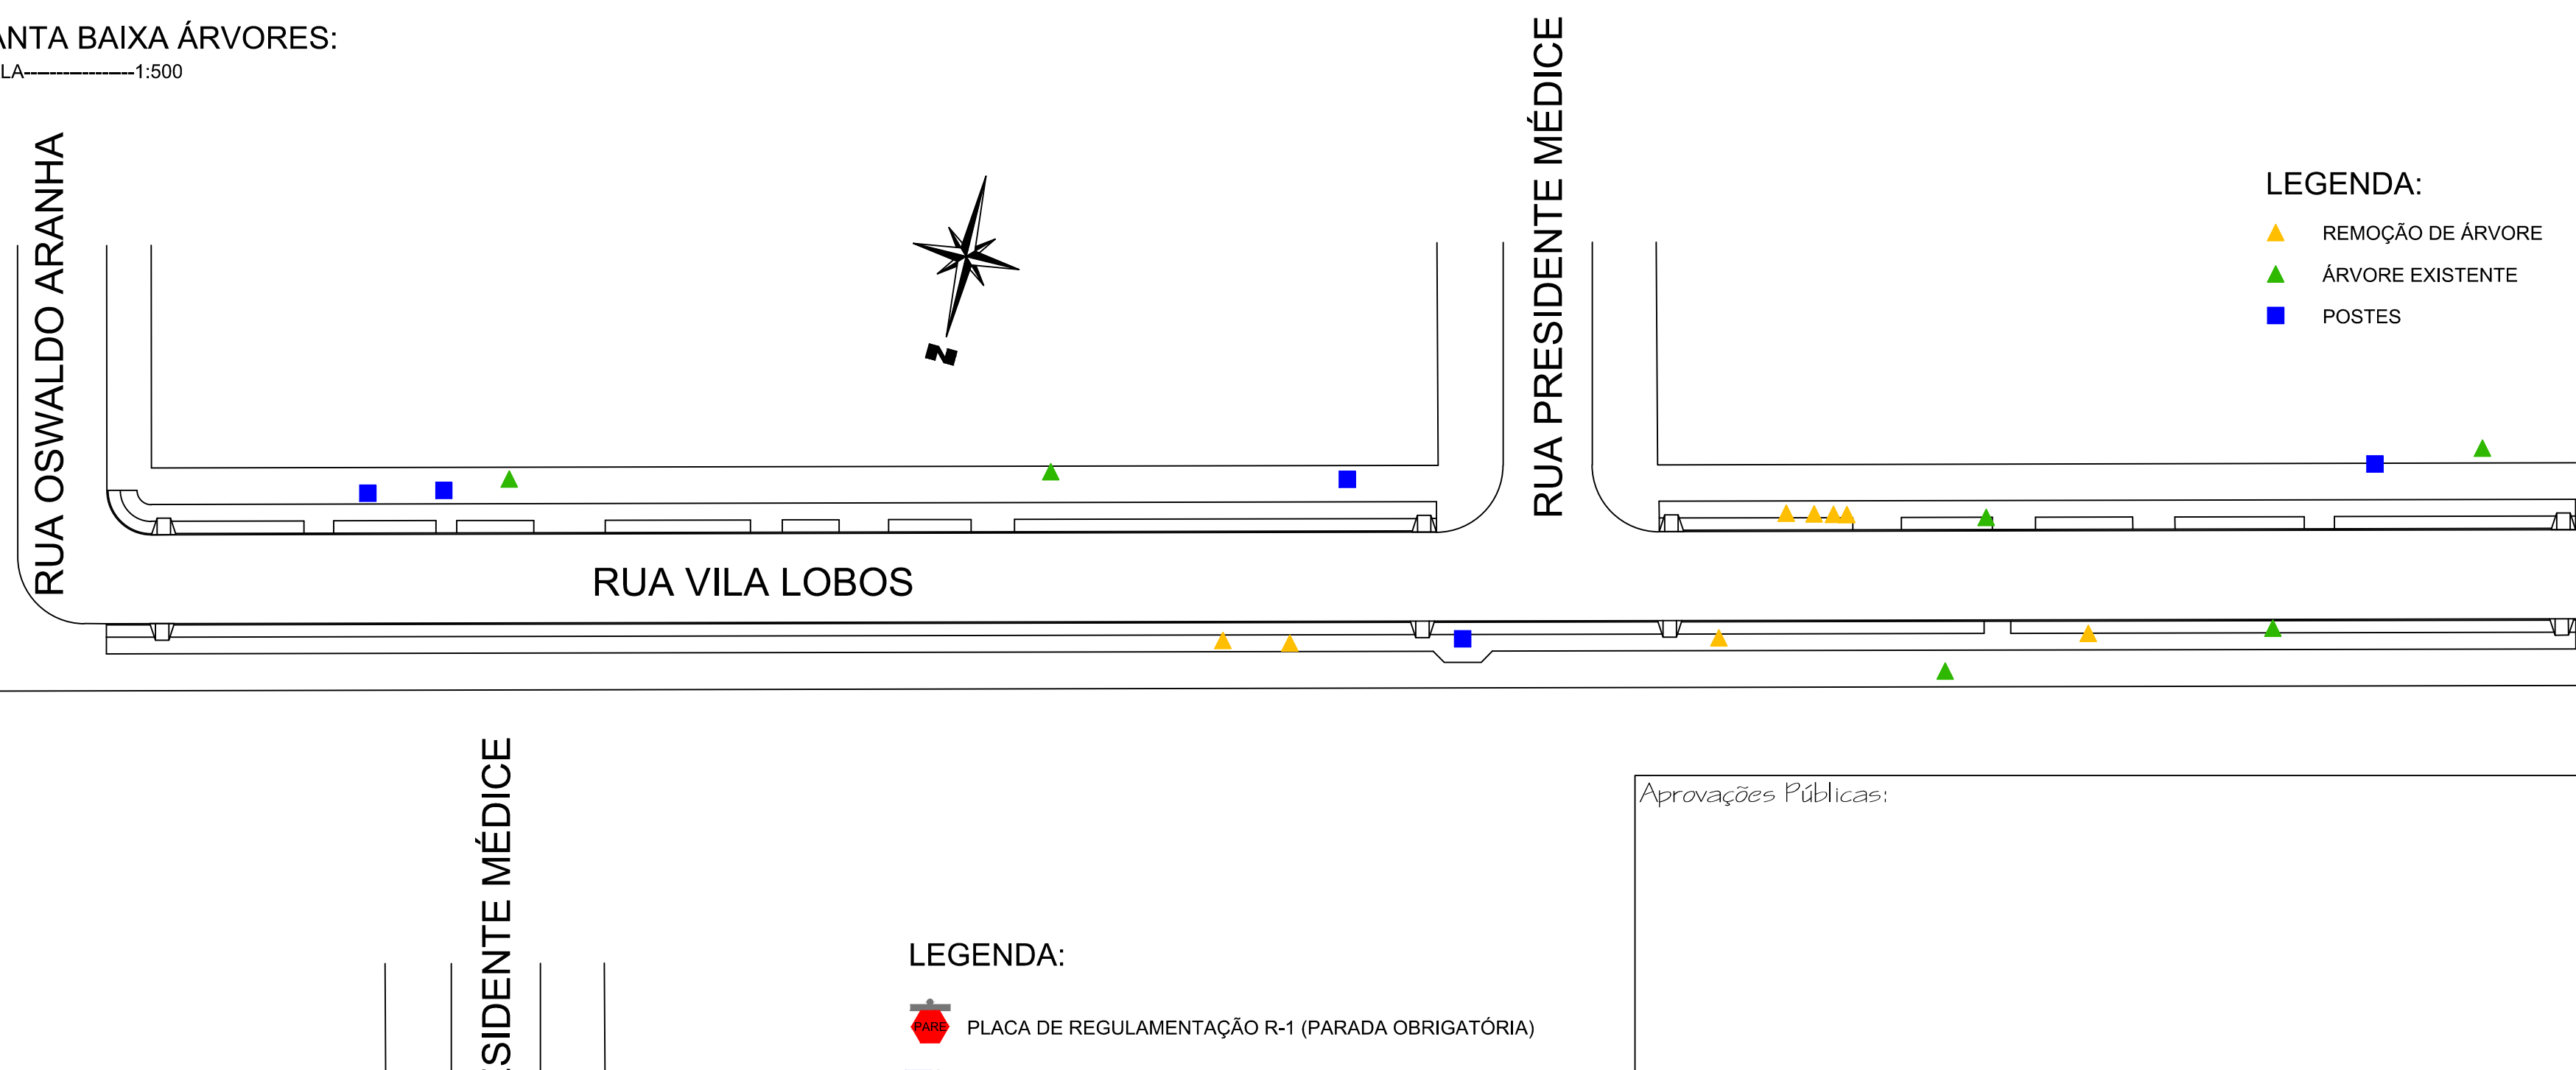 ANTA BAIXA ÁRVORES:
LA-----------------1:500
RUA OSWALDO ARANHA
N
RUA PRESIDENTE MÉDICE
LEGENDA:
REMOÇÃO DE ÁRVORE
ÁRVORE EXISTENTE
POSTES
RUA VILA LOBOS
ESIDENTE MÉDICE
LEGENDA:
PARE
PLACA DE REGULAMENTAÇÃO R-1 (PARADA OBRIGATÓRIA)
Aprovações Públicas: